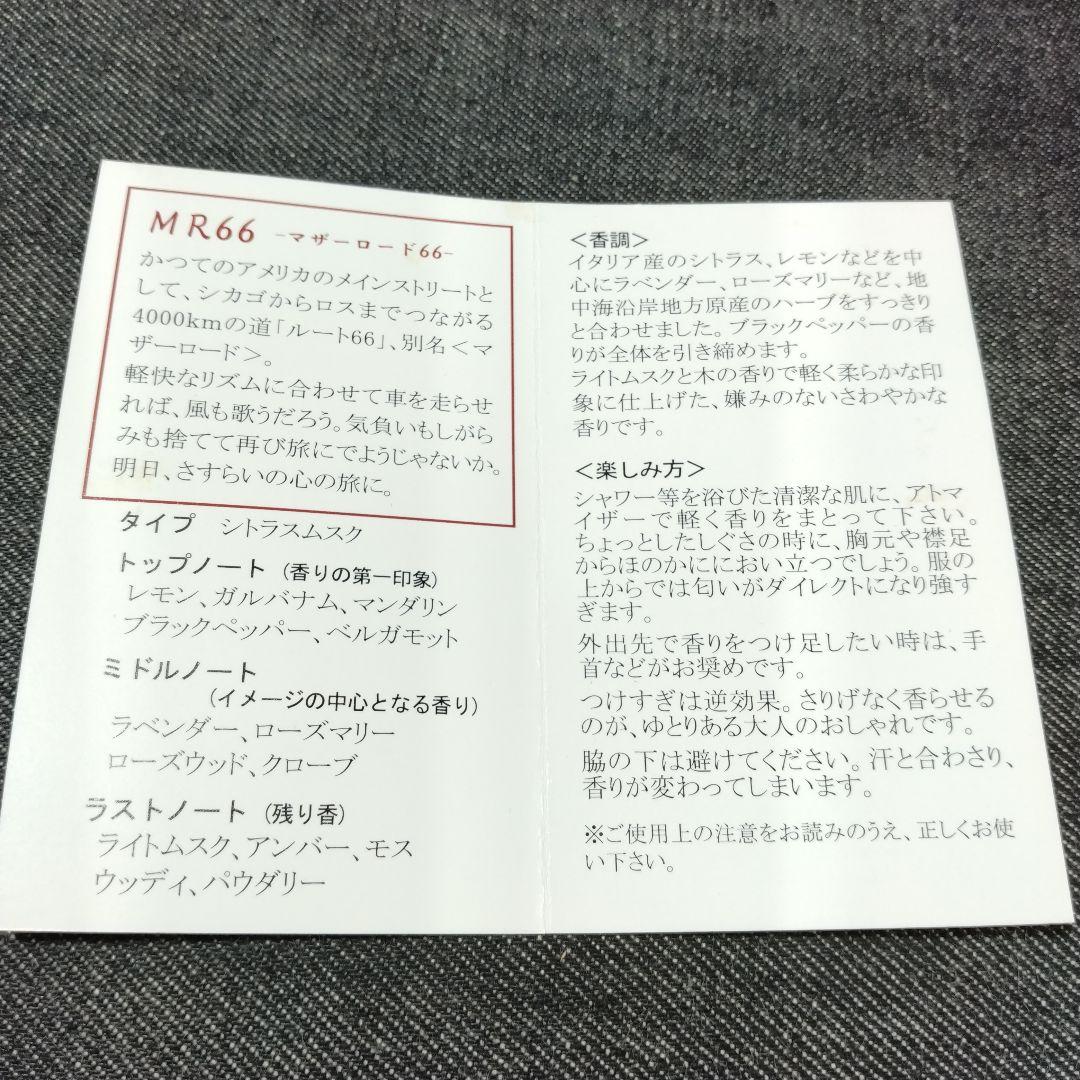 MR66 -マザーロード66-
かつてのアメリカのメインストリートと
して、シカゴからロスまでつながる
4000kmの道「ルート66」、別名＜マ
ザーロード＞。
軽快なリズムに合わせて車を走らせ
れば、風も歌うだろう。気負いもしがら
みも捨てて再び旅にでようじゃないか。
明日、さすらいの心の旅に。
タイプ シトラスムスク
トップノート（香りの第一印象）
レモン、ガルバナム、マンダリン
ブラックペッパー、ベルガモット
ミドルノート
（イメージの中心となる香り）
ラベンダー、ローズマリー
ローズウッド、クローブ
ラストノート（残り香）
ライトムスク、アンバー、モス
ウッディ、パウダリー
＜香調＞
イタリア産のシトラス、レモンなどを中
心にラベンダー、ローズマリーなど、地
中海沿岸地方原産のハーブをすっきり
と合わせました。ブラックペッパーの香
りが全体を引き締めます。
ライトムスクと木の香りで軽く柔らかな印
象に仕上げた、嫌みのないさわやかな
香りです。
＜楽しみ方＞
シャワー等を浴びた清潔な肌に、アトマ
イザーで軽く香りをまとって下さい。
ちょっとしたしぐさの時に、胸元や襟足
からほのかににおい立つでしょう。服の
上からでは匂いがダイレクトになり強す
ぎます。
外出先で香りをつけ足したい時は、手
首などがお奨めです。
つけすぎは逆効果。さりげなく香らせる
のが、ゆとりある大人のおしゃれです。
脇の下は避けてください。汗と合わさり、
香りが変わってしまいます。
※ご使用上の注意をお読みのうえ、正しくお使
い下さい。